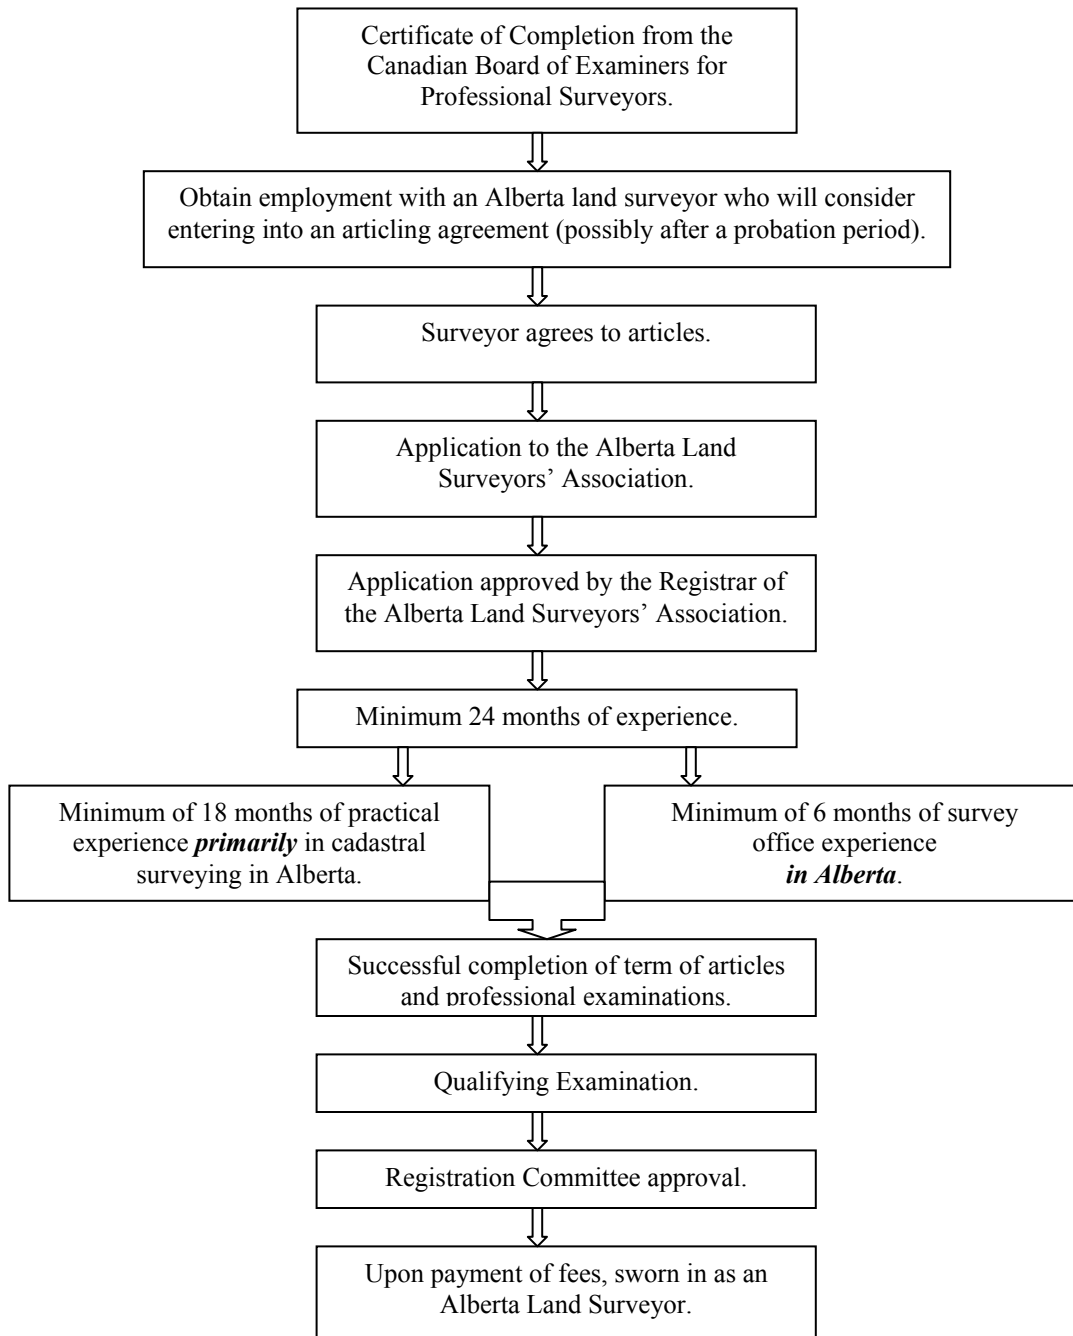 Certificate of Completion from the
Canadian Board of Examiners for
Professional Surveyors.
Obtain employment with an Alberta land surveyor who will consider
entering into an articling agreement (possibly after a probation period).
Surveyor agrees to articles.
Application to the Alberta Land
Surveyors’ Association.
Application approved by the Registrar of
the Alberta Land Surveyors’ Association.
Minimum 24 months of experience.
Minimum of 18 months of practical
experience primarily in cadastral
surveying in Alberta.
Minimum of 6 months of survey
office experience
in Alberta.
Successful completion of term of articles
and professional examinations.
Qualifying Examination.
Registration Committee approval.
Upon payment of fees, sworn in as an
Alberta Land Surveyor.